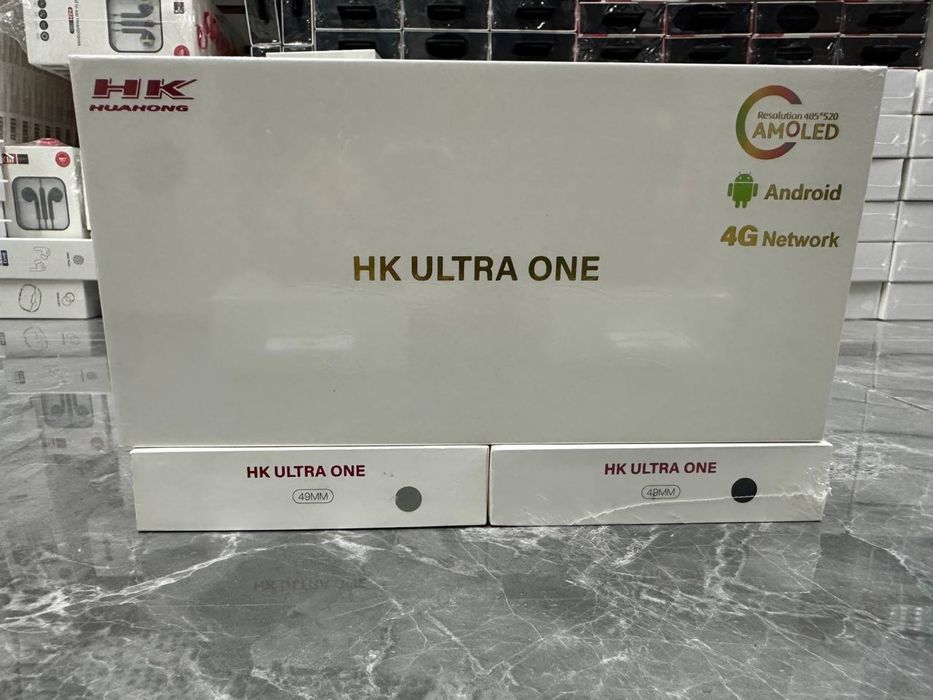 HK
HUAHONG
Resolution 485*520
AMOLED
Android
4G Network
HK ULTRA ONE
HK ULTRA ONE
49MM
HK ULTRA ONE
49MM